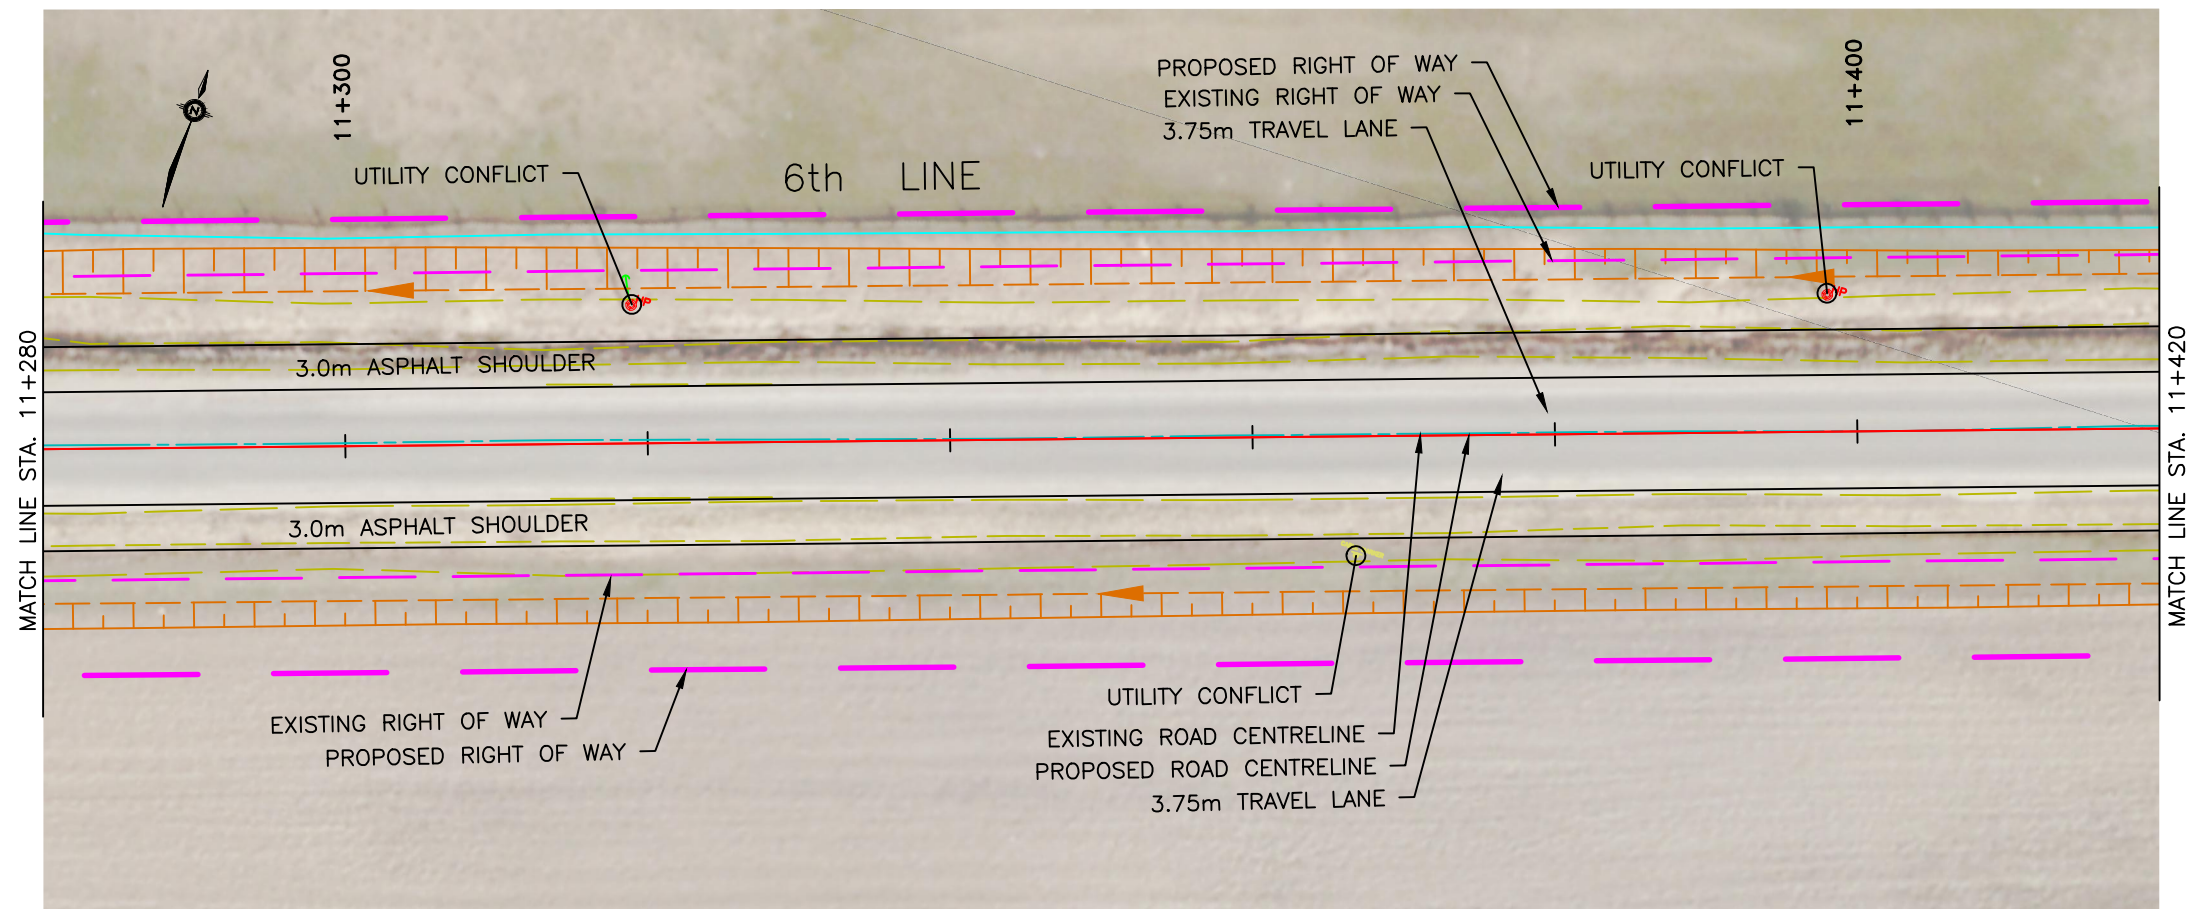 11+300
11+400
PROPOSED RIGHT OF WAY
EXISTING RIGHT OF WAY
3.75m TRAVEL LANE
N
UTILITY CONFLICT
6th LINE
UTILITY CONFLICT
MATCH LINE STA. 11+280
3.0m ASPHALT SHOULDER
MATCH LINE STA. 11+420
3.0m ASPHALT SHOULDER
UTILITY CONFLICT
EXISTING RIGHT OF WAY
PROPOSED RIGHT OF WAY
EXISTING ROAD CENTRELINE
PROPOSED ROAD CENTRELINE
3.75m TRAVEL LANE